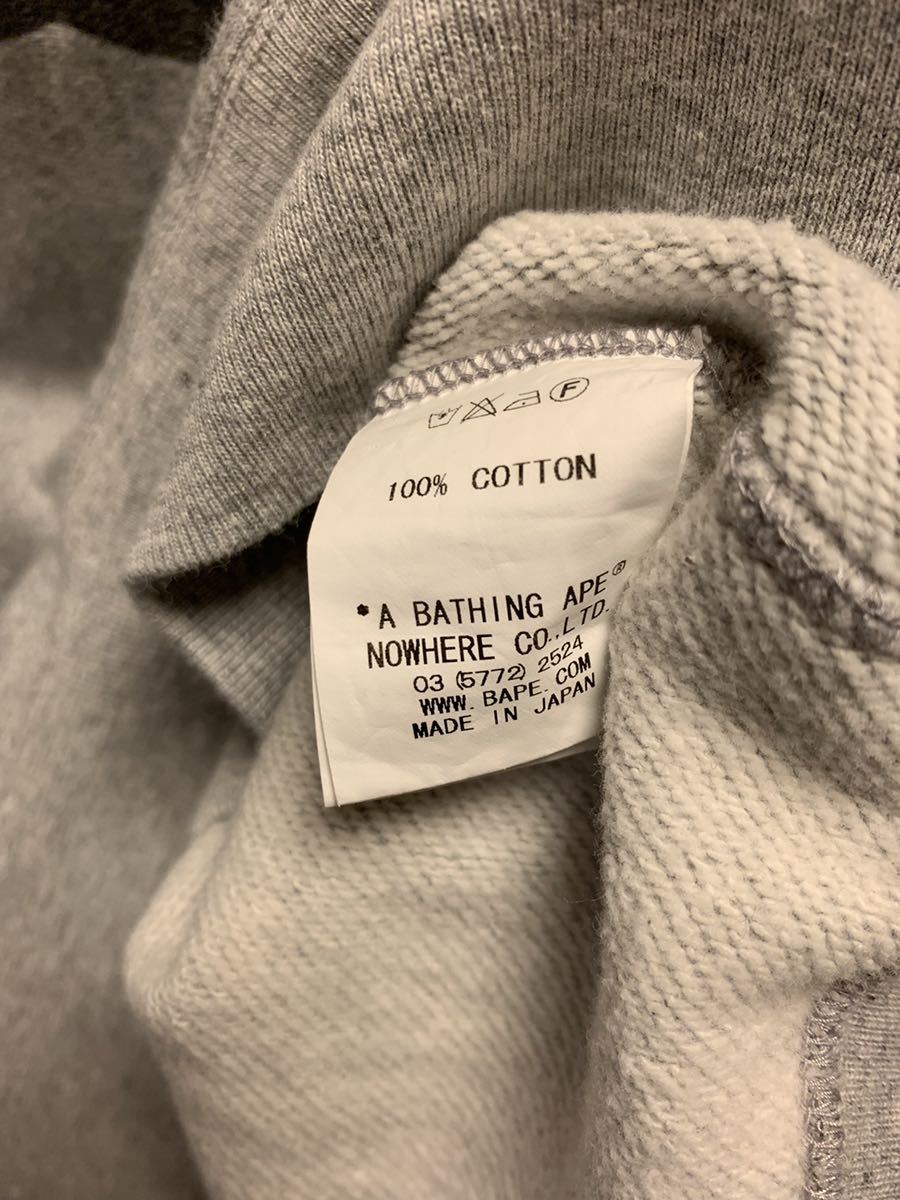 F
100% COTTON
*A BATHING APE®
NOWHERE CO.,LTD.
03 (5772) 2524
WWW.BAPE.COM
MADE IN JAPAN